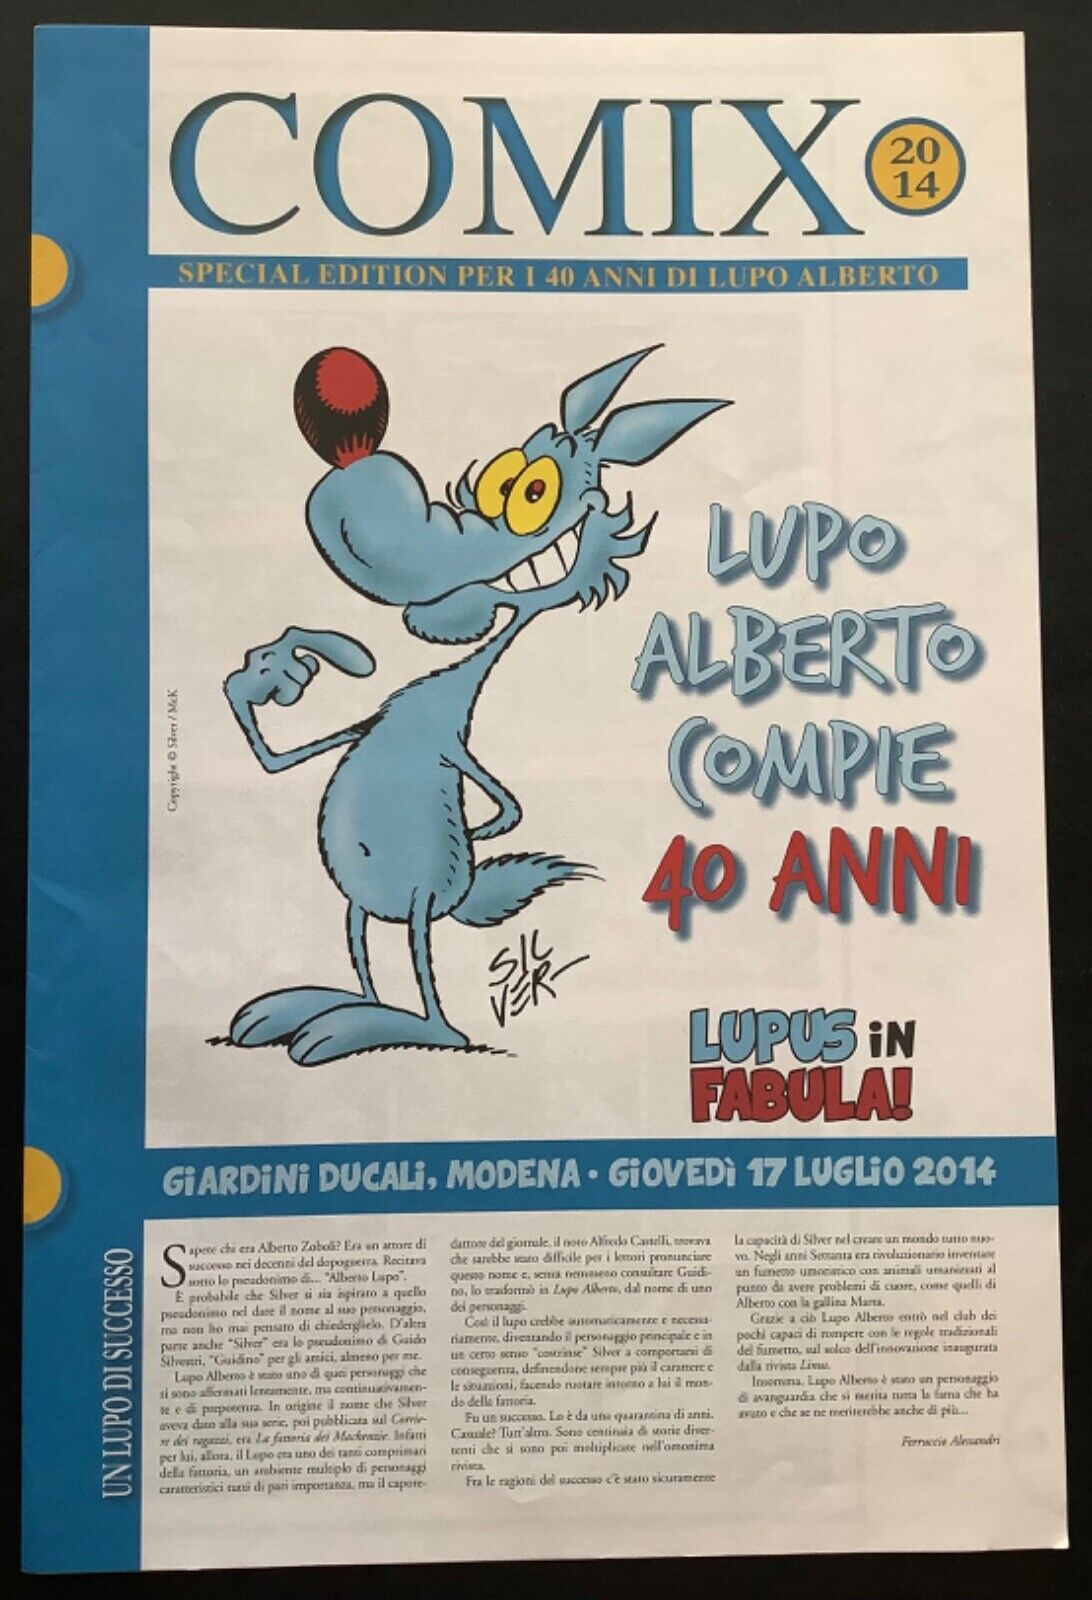 COMIX
20
14
SPECIAL EDITION PER I 40 ANNI DI LUPO ALBERTO
LUPO
ALBERTO
COMPIE
40 ANNI
Copyright © Silver / McK
SIL
VER
LUPUS iN
FABULA!
GiARDiNi DUCALi, MODENA · GiOVEDÌ 17 LUGLiO 2014
UN LUPO DI SUCCESSO
Sapete chi era Alberto Zoboli? Era un attore di
successo nei decenni del dopoguerra. Recitava
sotto lo pseudonimo di... "Alberto Lupo".
È probabile che Silver si sia ispirato a quello
pseudonimo nel dare il nome al suo personaggio,
ma non ho mai pensato di chiederglielo. D'altra
parte anche "Silver" era lo pseudonimo di Guido
Silvestri, "Guidino" per gli amici, almeno per me.
Lupo Alberto è stato uno di quei personaggi che
si sono affermati lentamente, ma continuativamen-
te e di prepotenza. In origine il nome che Silver
aveva dato alla sua serie, poi pubblicata sul Corrie-
re dei ragazzi, era La fattoria dei Mackenzie. Infatti
per lui, allora, il Lupo era uno dei tanti comprimari
della fattoria, un ambiente multiplo di personaggi
caratteristici tutti di pari importanza, ma il capore-
dattore del giornale, il noto Alfredo Castelli, trovava
che sarebbe stato difficile per i lettori pronunciare
questo nome e, senza nemmeno consultare Guidi-
no, lo trasformò in Lupo Alberto, dal nome di uno
dei personaggi.
Così il lupo crebbe automaticamente e necessa-
riamente, diventando il personaggio principale e in
un certo senso "costrinse" Silver a comportarsi di
conseguenza, definendone sempre più il carattere e
le situazioni, facendo ruotare intorno a lui il mon-
do della fattoria.
Fu un successo. Lo è da una quarantina di anni.
Casuale? Tutt'altro. Sono centinaia di storie diver-
tenti che si sono poi moltiplicate nell'omonima
rivista.
Fra le ragioni del successo c'è stato sicuramente
la capacità di Silver nel creare un mondo tutto nuo-
vo. Negli anni Settanta era rivoluzionario inventare
un fumetto umoristico con animali umanizzati al
punto da avere problemi di cuore, come quelli di
Alberto con la gallina Marta.
Grazie a ciò Lupo Alberto entrò nel club dei
pochi capaci di rompere con le regole tradizionali
del fumetto, sul solco dell'innovazione inaugurata
dalla rivista Linus.
Insomma, Lupo Alberto è stato un personaggio
di avanguardia che si merita tutta la fama che ha
avuto e che se ne meriterebbe anche di più...
Ferruccio Alessandri